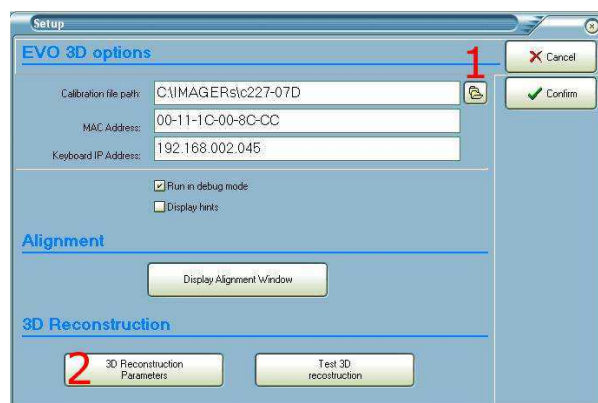 Setup
EVO 3D options
1
Cancel
Calibration file path: C:\IMAGERs\c227-07D
Confirm
MAC Address: 00-11-1C-00-8C-CC
Keyboard IP Address: 192.168.002.045
Run in debug mode
Display hints
Alignment
Display Alignment Window
3D Reconstruction
2
3D Reconstruction
Parameters
Test 3D
recostruction